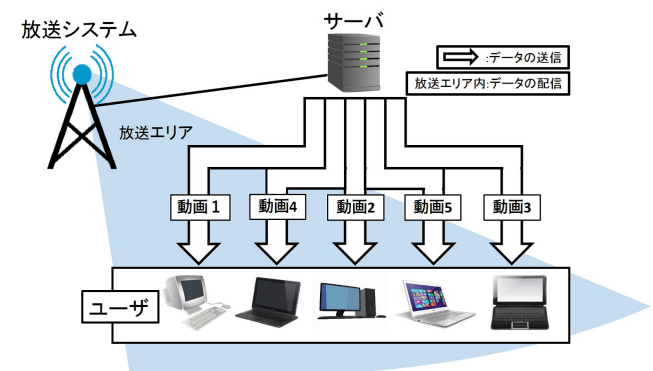 放送システム
サーバ
:データの送信
放送エリア内:データの配信
放送エリア
動画１
動画4
動画2
動画5
動画3
ユーザ